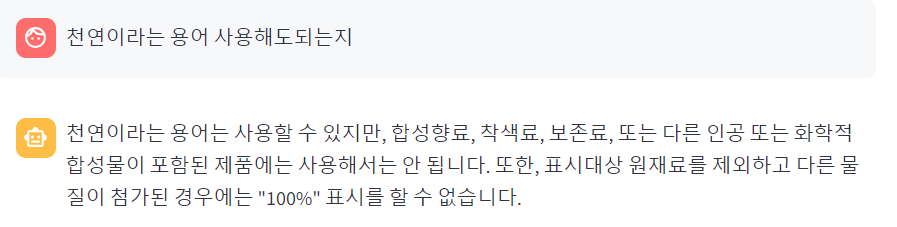 천연이라는 용어 사용해도되는지
천연이라는 용어는 사용할 수 있지만, 합성향료, 착색료, 보존료, 또는 다른 인공 또는 화학적
합성물이 포함된 제품에는 사용해서는 안 됩니다. 또한, 표시대상 원재료를 제외하고 다른 물
질이 첨가된 경우에는 "100%" 표시를 할 수 없습니다.